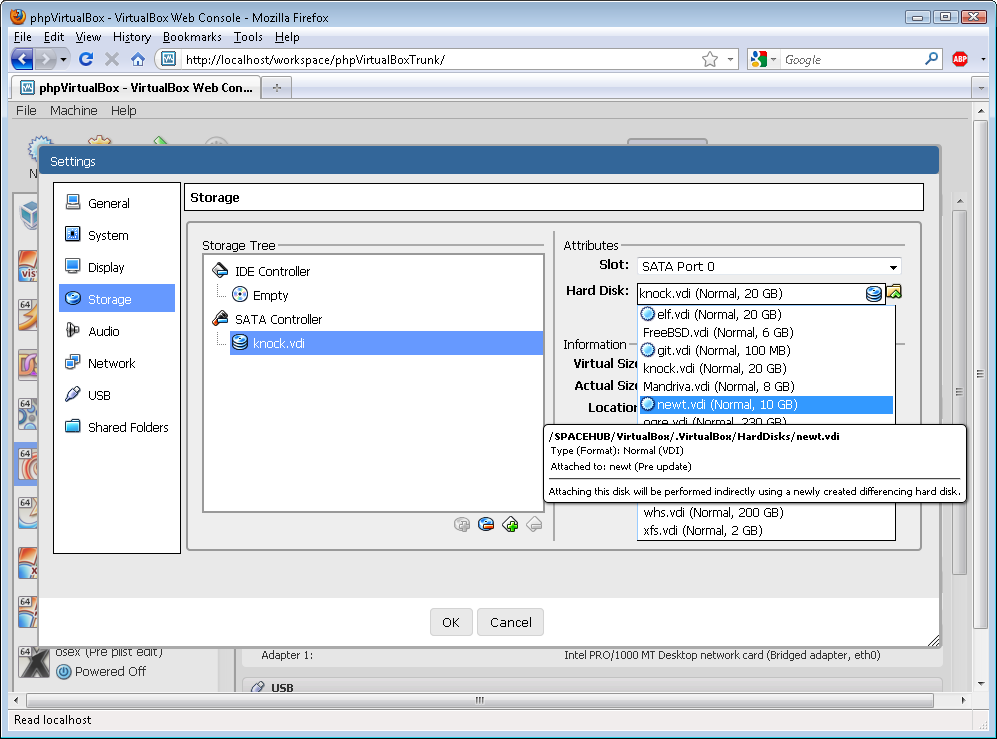 phpVirtualBox - VirtualBox Web Console - Mozilla Firefox
File Edit View History Bookmarks Tools Help
http://localhost/workspace/phpVirtualBoxTrunk/
Google
ABP
phpVirtualBox - VirtualBox Web Con...
File Machine Help
N
Settings
General
System
Display
Storage
Audio
Network
USB
Shared Folders
Storage
Storage Tree
IDE Controller
Empty
SATA Controller
knock.vdi
Attributes
Slot: SATA Port 0
Hard Disk: knock.vdi (Normal, 20 GB)
elf.vdi (Normal, 20 GB)
FreeBSD.vdi (Normal, 6 GB)
git.vdi (Normal, 100 MB)
knock.vdi (Normal, 20 GB)
Mandriva.vdi (Normal, 8 GB)
newt.vdi (Normal, 10 GB)
ogre.vdi (Normal, 230 GB)
Information
Virtual Size
Actual Size
Location
/SPACEHUB/VirtualBox/.VirtualBox/HardDisks/newt.vdi
Type (Format): Normal (VDI)
Attached to: newt (Pre update)
Attaching this disk will be performed indirectly using a newly created differencing hard disk.
whs.vdi (Normal, 200 GB)
xfs.vdi (Normal, 2 GB)
OK Cancel
64
64
64
64
64
osex (Pre plist edit)
Powered Off
Adapter 1: Intel PRO/1000 MT Desktop network card (Bridged adapter, eth0)
USB
Read localhost